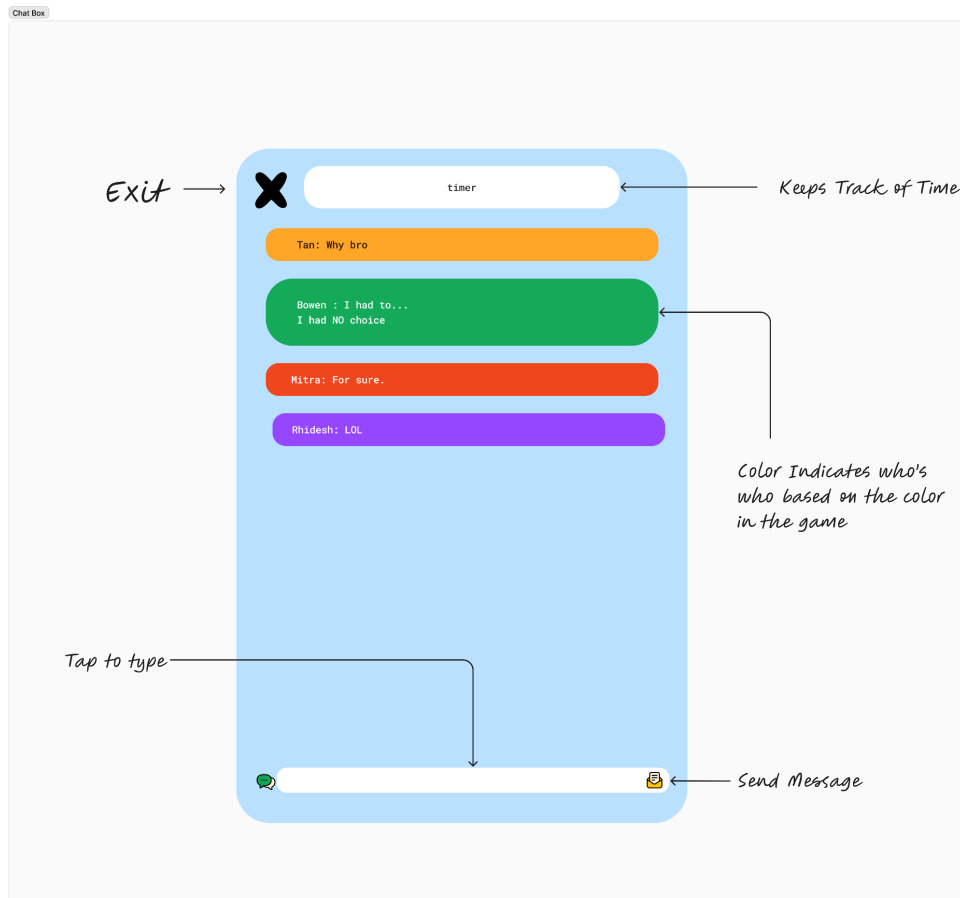 Chat Box
Exit
timer
Keeps Track of Time
Tan: Why bro
Bowen : I had to...
I had NO choice
Mitra: For sure.
Rhidesh: LOL
Color Indicates who's
who based on the color
in the game
Tap to type
Send Message